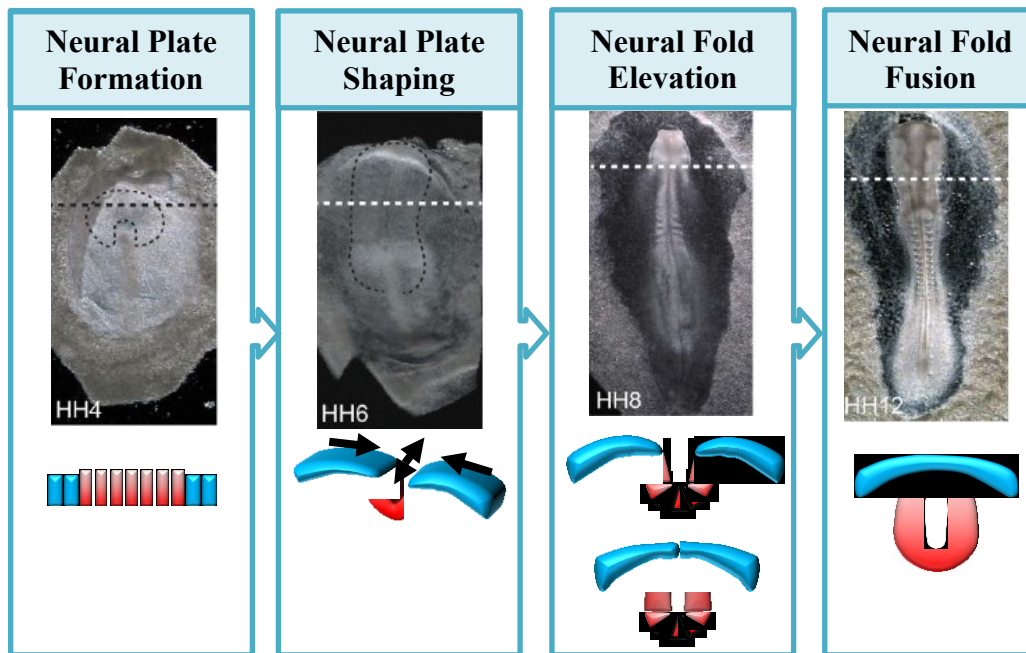 Neural Plate
Formation
Neural Plate
Shaping
Neural Fold
Elevation
Neural Fold
Fusion
HH4
HH6
HH8
HH12